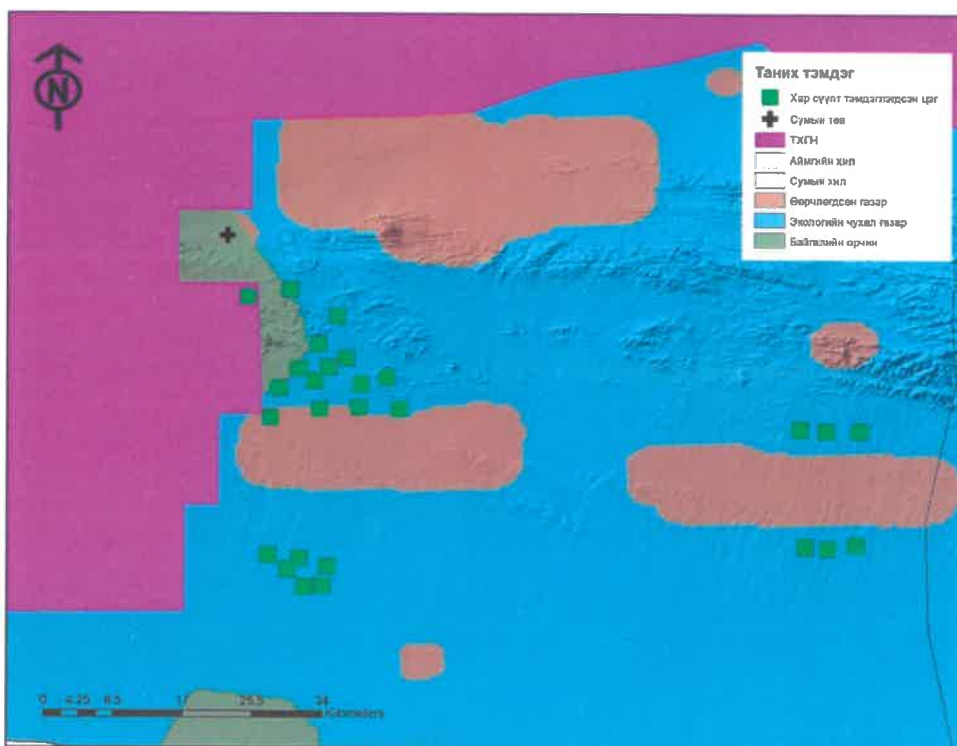 N
Таних тэмдэг
Хар сүүлт тэмдэглэгдсэн цэг
Сумын төв
ТХГН
Аймгийн хил
Сумын хил
Өөрчлөгдсөн газар
Экологийн чухал газар
Байгалийн орчин
0 4.25 8.5 17 25.5 34
Kilometers